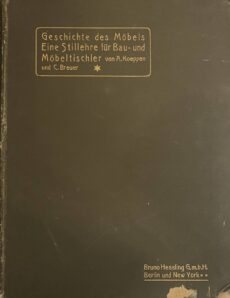 Geschichte des Möbels
Eine Stillehre für Bau- und
Möbeltischler von A. Koeppen
und C. Breuer
Bruno Hessling G.m.b.H.
Berlin und New York